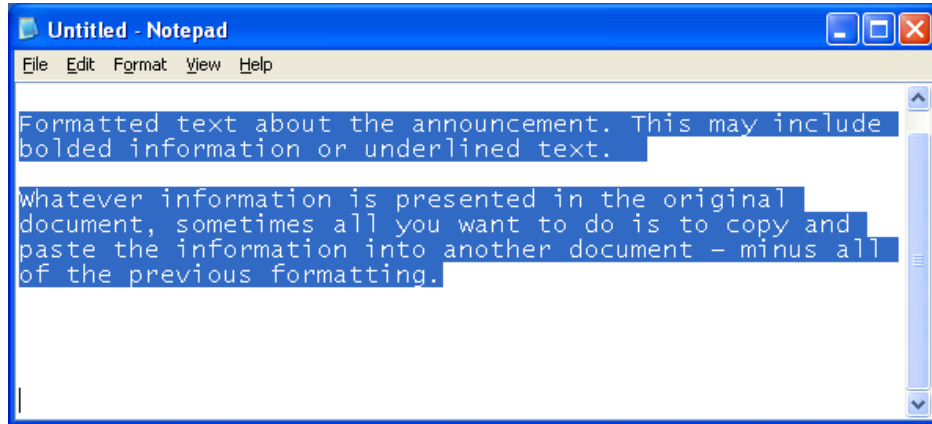 Untitled - Notepad
File Edit Format View Help
Formatted text about the announcement. This may include
bolded information or underlined text.
Whatever information is presented in the original
document, sometimes all you want to do is to copy and
paste the information into another document – minus all
of the previous formatting.